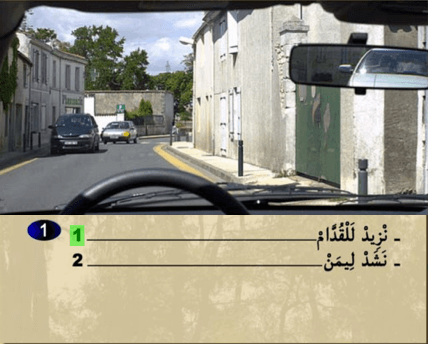 1
- نْزِيدْ لَلْقُدَّامْ 1
- نَشَدْ لِيمَنْ 2